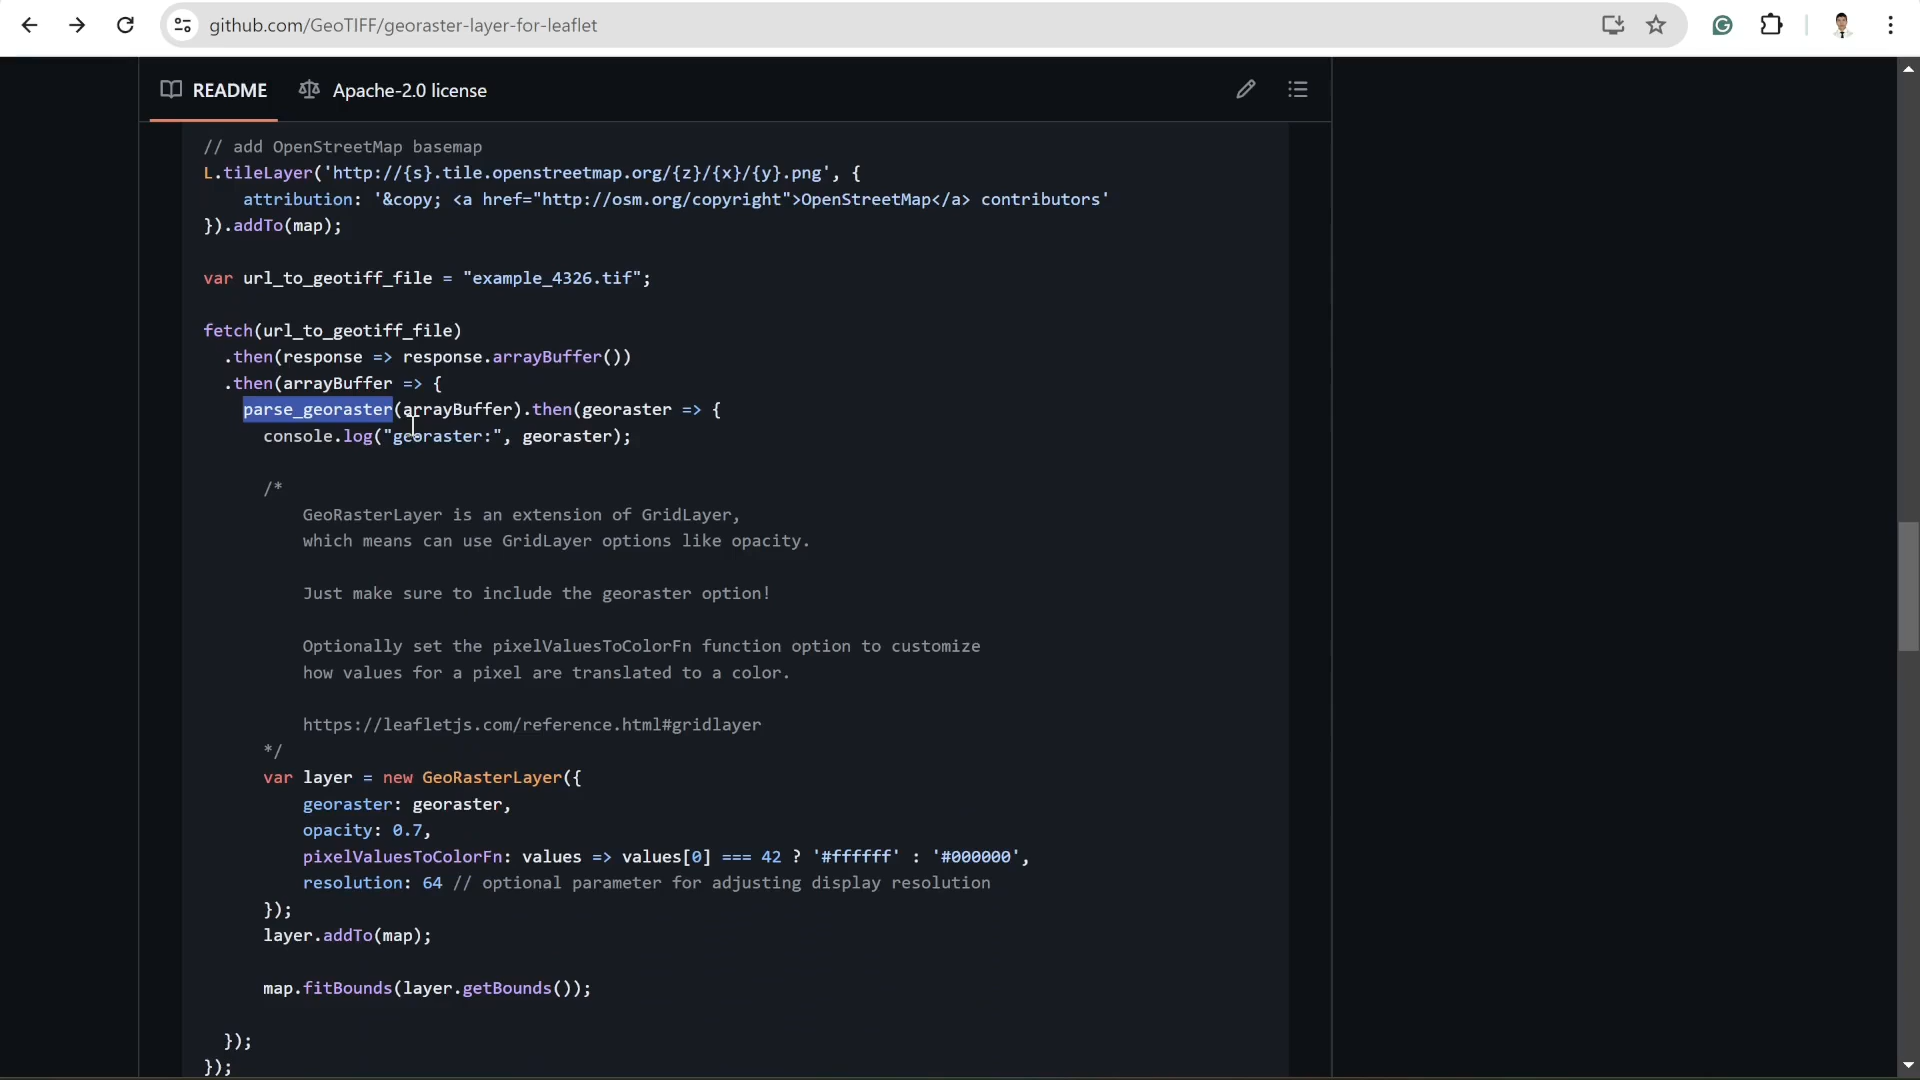 github.com/GeoTIFF/georaster-layer-for-leaflet
README
Apache-2.0 license
// add OpenStreetMap basemap
L.tileLayer('http://{s}.tile.openstreetmap.org/{z}/{x}/{y}.png', {
attribution: '&copy; <a href="http://osm.org/copyright">OpenStreetMap</a> contributors'
}).addTo(map);
var url_to_geotiff_file = "example_4326.tif";
fetch(url_to_geotiff_file)
.then(response => response.arrayBuffer())
.then(arrayBuffer => {
parse_georaster(arrayBuffer).then(georaster => {
console.log("georaster:", georaster);
/*
GeoRasterLayer is an extension of GridLayer,
which means can use GridLayer options like opacity.
Just make sure to include the georaster option!
Optionally set the pixelValuesToColorFn function option to customize
how values for a pixel are translated to a color.
https://leafletjs.com/reference.html#gridlayer
*/
var layer = new GeoRasterLayer({
georaster: georaster,
opacity: 0.7,
pixelValuesToColorFn: values => values[0] === 42 ? '#ffffff' : '#000000',
resolution: 64 // optional parameter for adjusting display resolution
});
layer.addTo(map);
map.fitBounds(layer.getBounds());
});
});